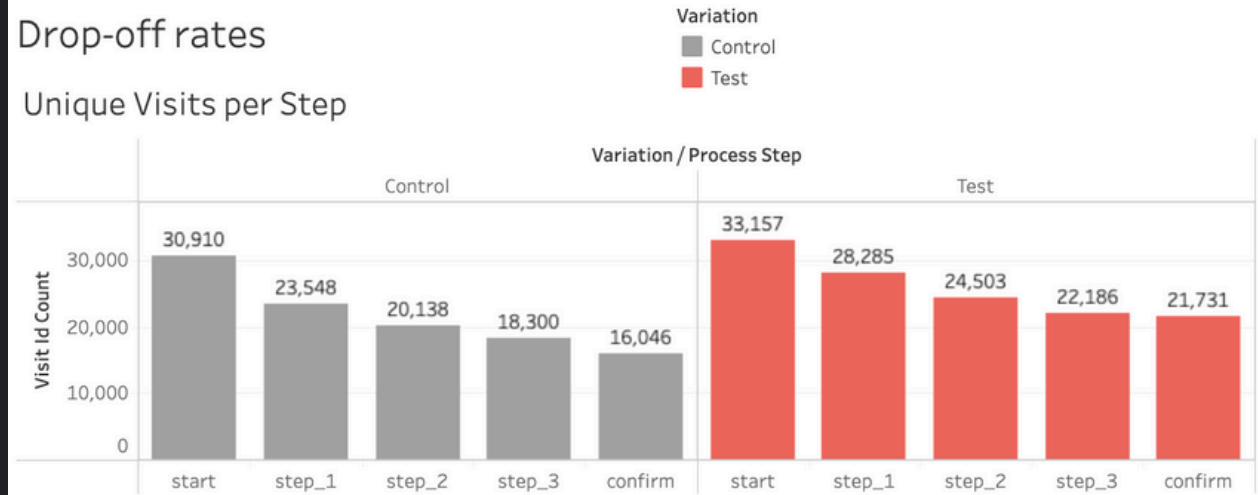 Drop-off rates
Variation
Control
Test
Unique Visits per Step
Variation / Process Step
Control
Test
Visit Id Count
30,000
20,000
10,000
0
30,910
23,548
20,138
18,300
16,046
33,157
28,285
24,503
22,186
21,731
start
step_1
step_2
step_3
confirm
start
step_1
step_2
step_3
confirm